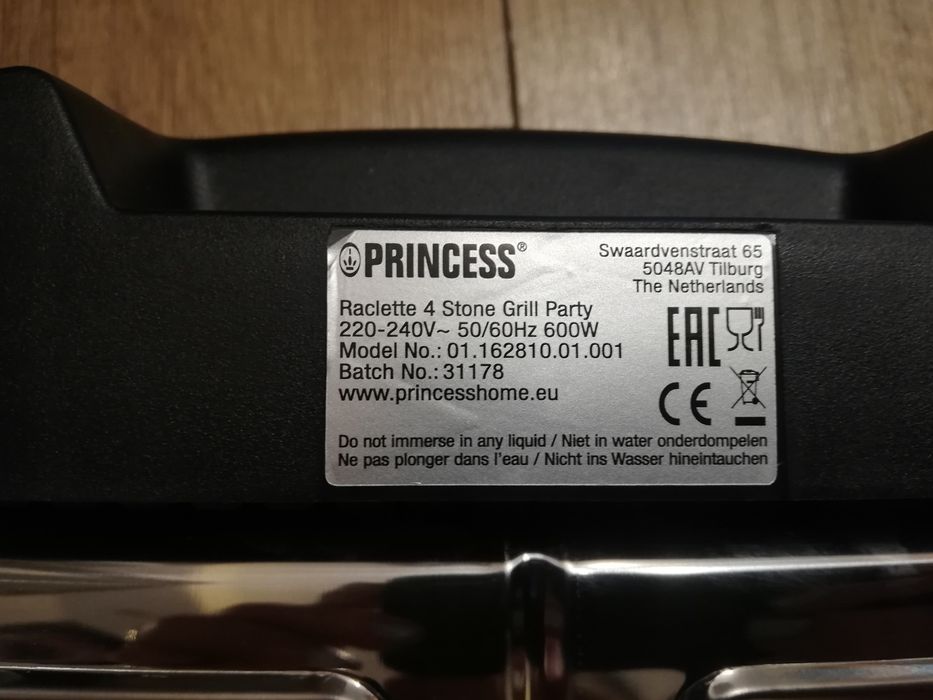 PRINCESS®
Swaardvenstraat 65
5048AV Tilburg
The Netherlands
Raclette 4 Stone Grill Party
220-240V~ 50/60Hz 600W
Model No.: 01.162810.01.001
Batch No.: 31178
www.princesshome.eu
EAC
CE
Do not immerse in any liquid / Niet in water onderdompelen
Ne pas plonger dans l'eau / Nicht ins Wasser hineintauchen